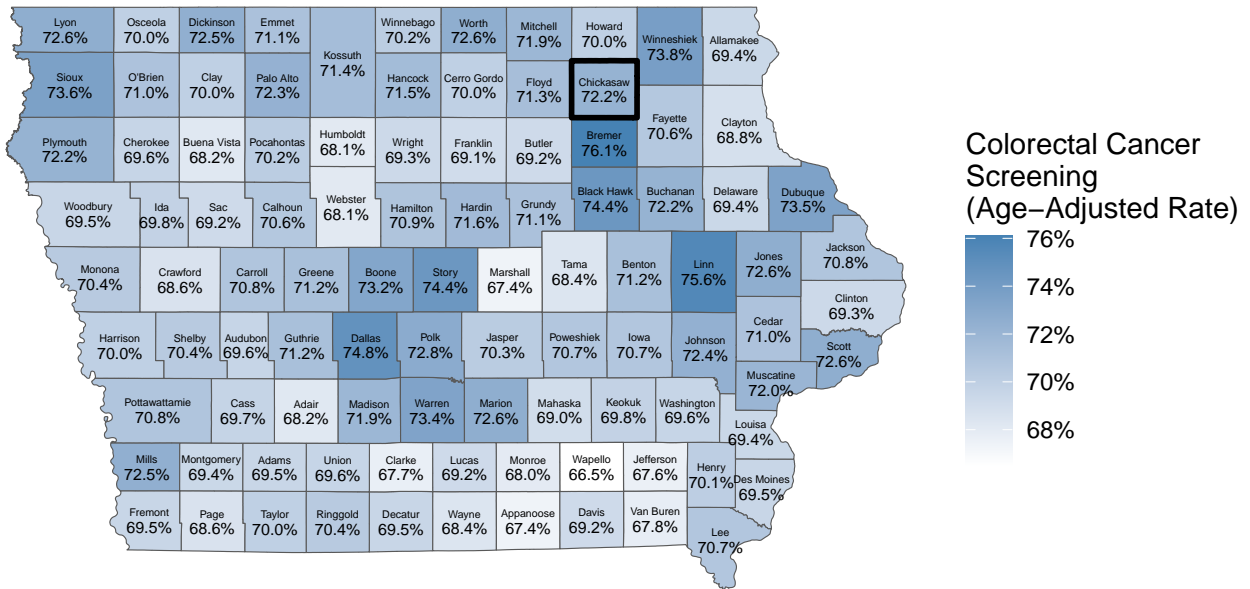 Lyon
72.6%
Osceola
70.0%
Dickinson
72.5%
Emmet
71.1%
Kossuth
71.4%
Winnebago
70.2%
Worth
72.6%
Mitchell
71.9%
Howard
70.0%
Winneshiek
73.8%
Allamakee
69.4%
Sioux
73.6%
O'Brien
71.0%
Clay
70.0%
Palo Alto
72.3%
Hancock
71.5%
Cerro Gordo
70.0%
Floyd
71.3%
Chickasaw
72.2%
Fayette
70.6%
Clayton
68.8%
Plymouth
72.2%
Cherokee
69.6%
Buena Vista
68.2%
Pocahontas
70.2%
Humboldt
68.1%
Wright
69.3%
Franklin
69.1%
Butler
69.2%
Bremer
76.1%
Woodbury
69.5%
Ida
69.8%
Sac
69.2%
Calhoun
70.6%
Webster
68.1%
Hamilton
70.9%
Hardin
71.6%
Grundy
71.1%
Black Hawk
74.4%
Buchanan
72.2%
Delaware
69.4%
Dubuque
73.5%
Monona
70.4%
Crawford
68.6%
Carroll
70.8%
Greene
71.2%
Boone
73.2%
Story
74.4%
Marshall
67.4%
Tama
68.4%
Benton
71.2%
Linn
75.6%
Jones
72.6%
Jackson
70.8%
Clinton
69.3%
Harrison
70.0%
Shelby
70.4%
Audubon
69.6%
Guthrie
71.2%
Dallas
74.8%
Polk
72.8%
Jasper
70.3%
Poweshiek
70.7%
Iowa
70.7%
Johnson
72.4%
Cedar
71.0%
Scott
72.6%
Muscatine
72.0%
Pottawattamie
70.8%
Cass
69.7%
Adair
68.2%
Madison
71.9%
Warren
73.4%
Marion
72.6%
Mahaska
69.0%
Keokuk
69.8%
Washington
69.6%
Louisa
69.4%
Mills
72.5%
Montgomery
69.4%
Adams
69.5%
Union
69.6%
Clarke
67.7%
Lucas
69.2%
Monroe
68.0%
Wapello
66.5%
Jefferson
67.6%
Henry
70.1%
Des Moines
69.5%
Fremont
69.5%
Page
68.6%
Taylor
70.0%
Ringgold
70.4%
Decatur
69.5%
Wayne
68.4%
Appanoose
67.4%
Davis
69.2%
Van Buren
67.8%
Lee
70.7%
Colorectal Cancer
Screening
(Age−Adjusted Rate)
76%
74%
72%
70%
68%